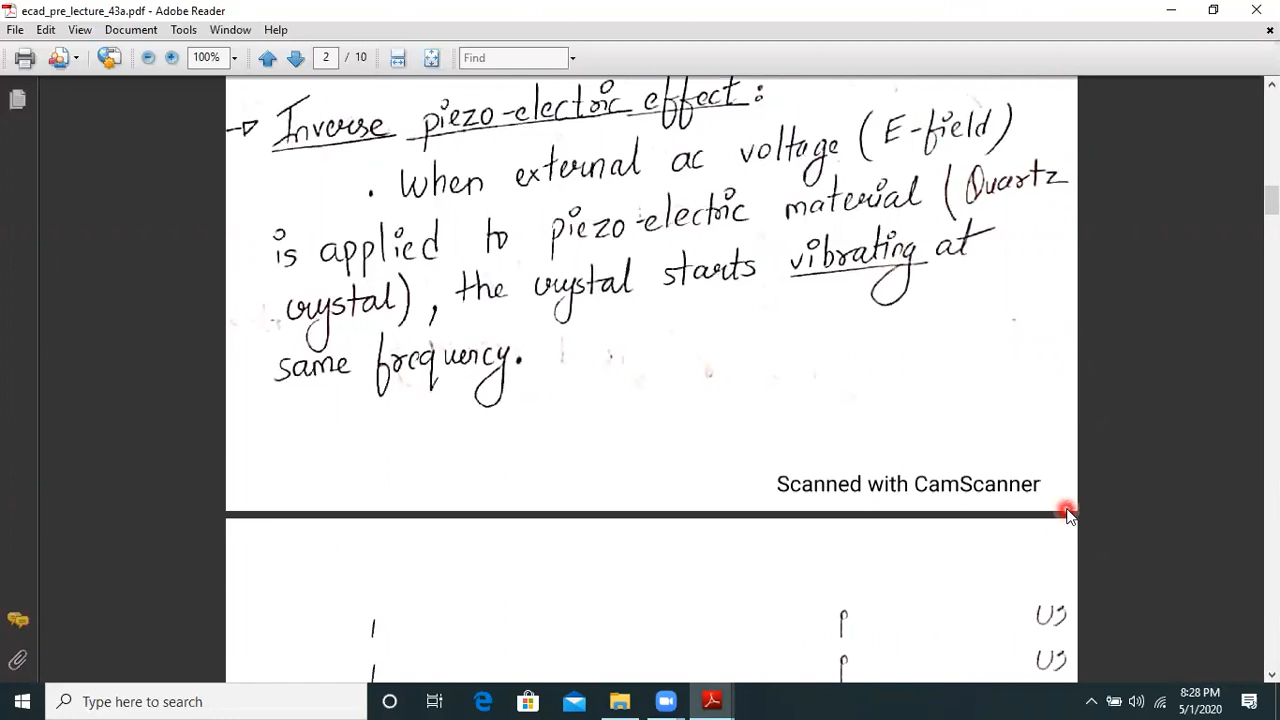 ecad_pre_lecture_43a.pdf - Adobe Reader
File Edit View Document Tools Window Help
100% 2 / 10 Find
→ Inverse piezo-electric effect :
. When external ac voltage ( E-field )
is applied to piezo-electric material ( Quartz
crystal) , the crystal starts vibrating at
same frequency.
Scanned with CamScanner
Type here to search
8:28 PM
5/1/2020